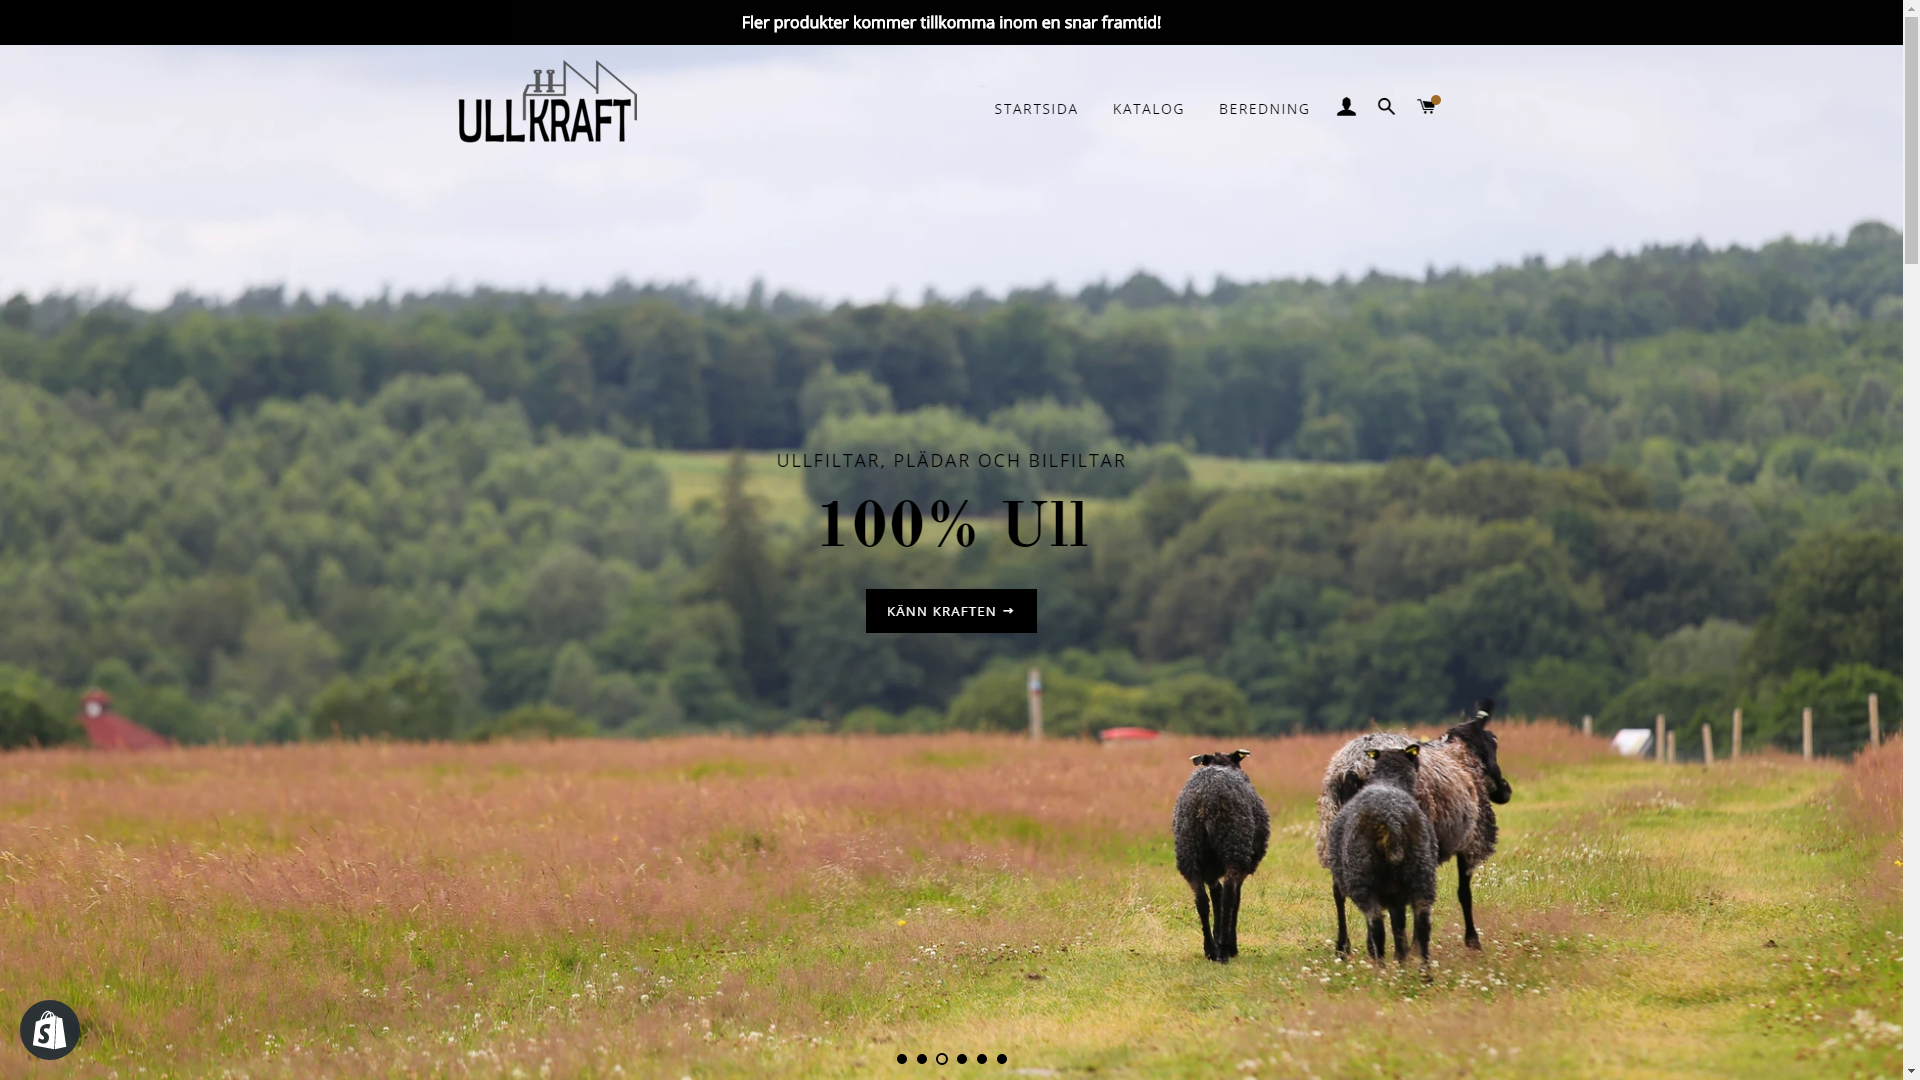 Fler produkter kommer tillkomma inom en snar framtid!
ULLKRAFT
STARTSIDA
KATALOG
BEREDNING
ULLFILTAR, PLÄDAR OCH BILFILTAR
100% Ull
KÄNN KRAFTEN →